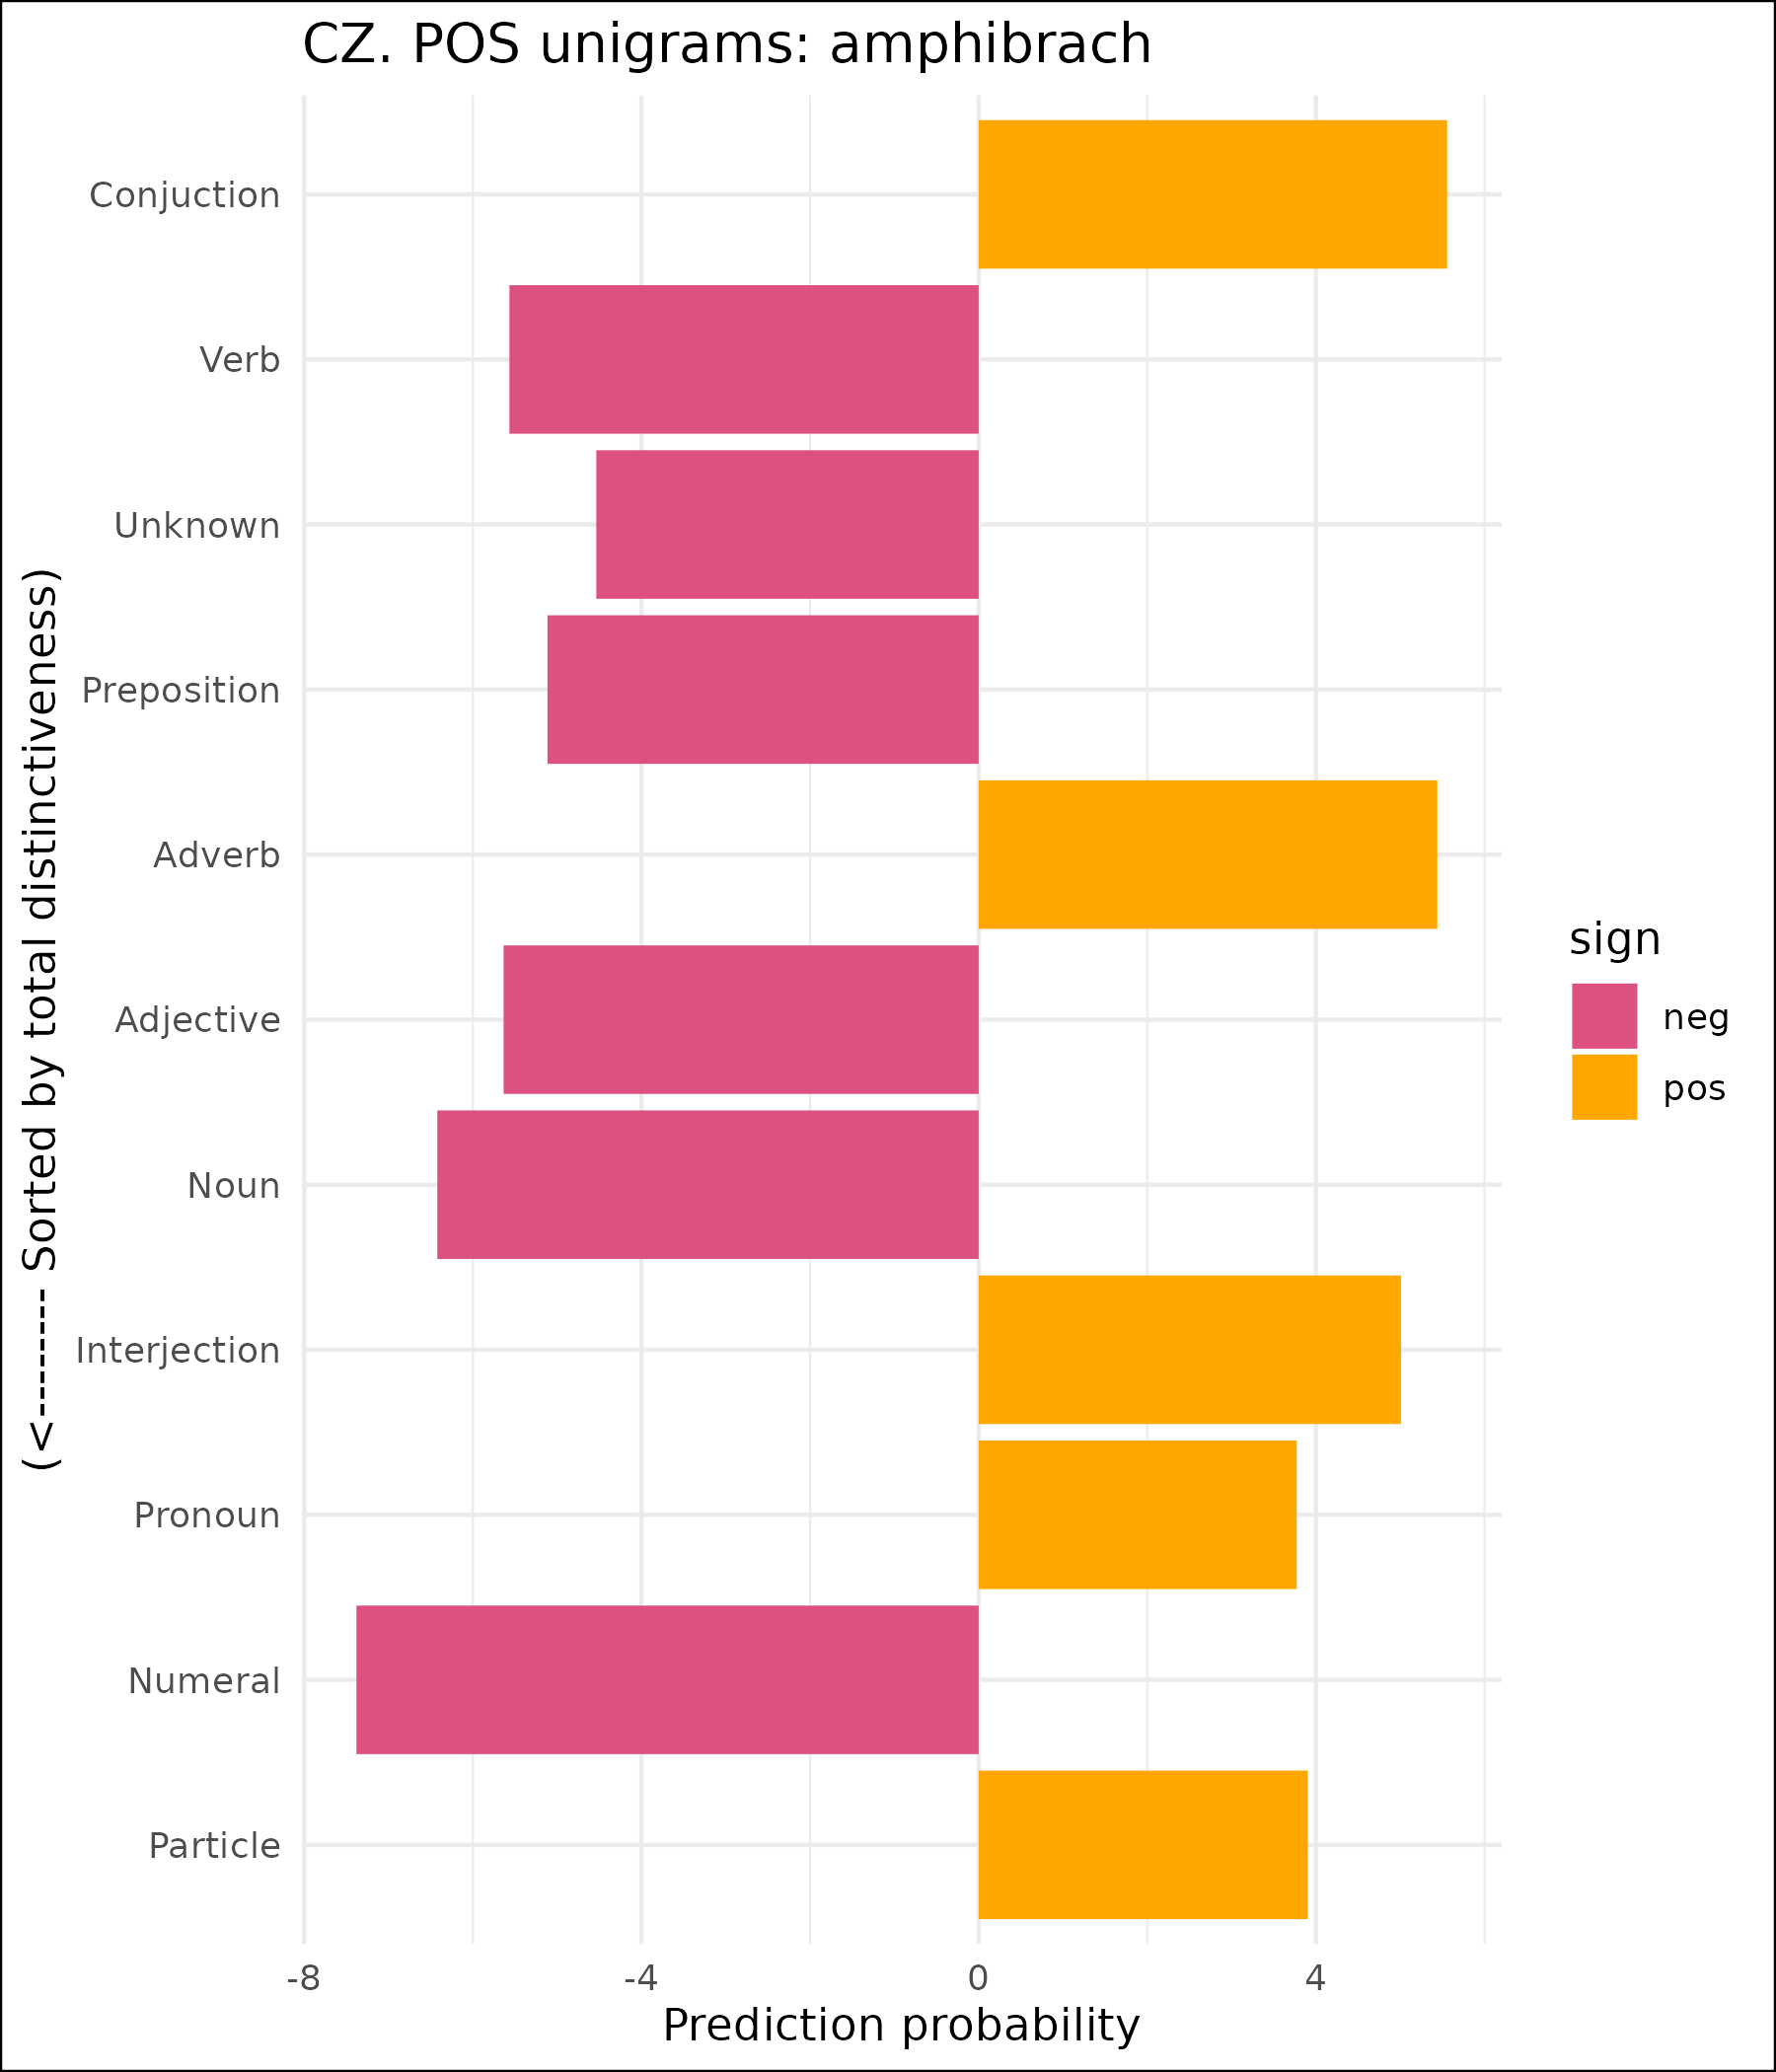 CZ. POS unigrams: amphibrach
(<--------- Sorted by total distinctiveness)
Conjuction
Verb
Unknown
Preposition
Adverb
Adjective
Noun
Interjection
Pronoun
Numeral
Particle
-8
-4
0
4
Prediction probability
sign
neg
pos